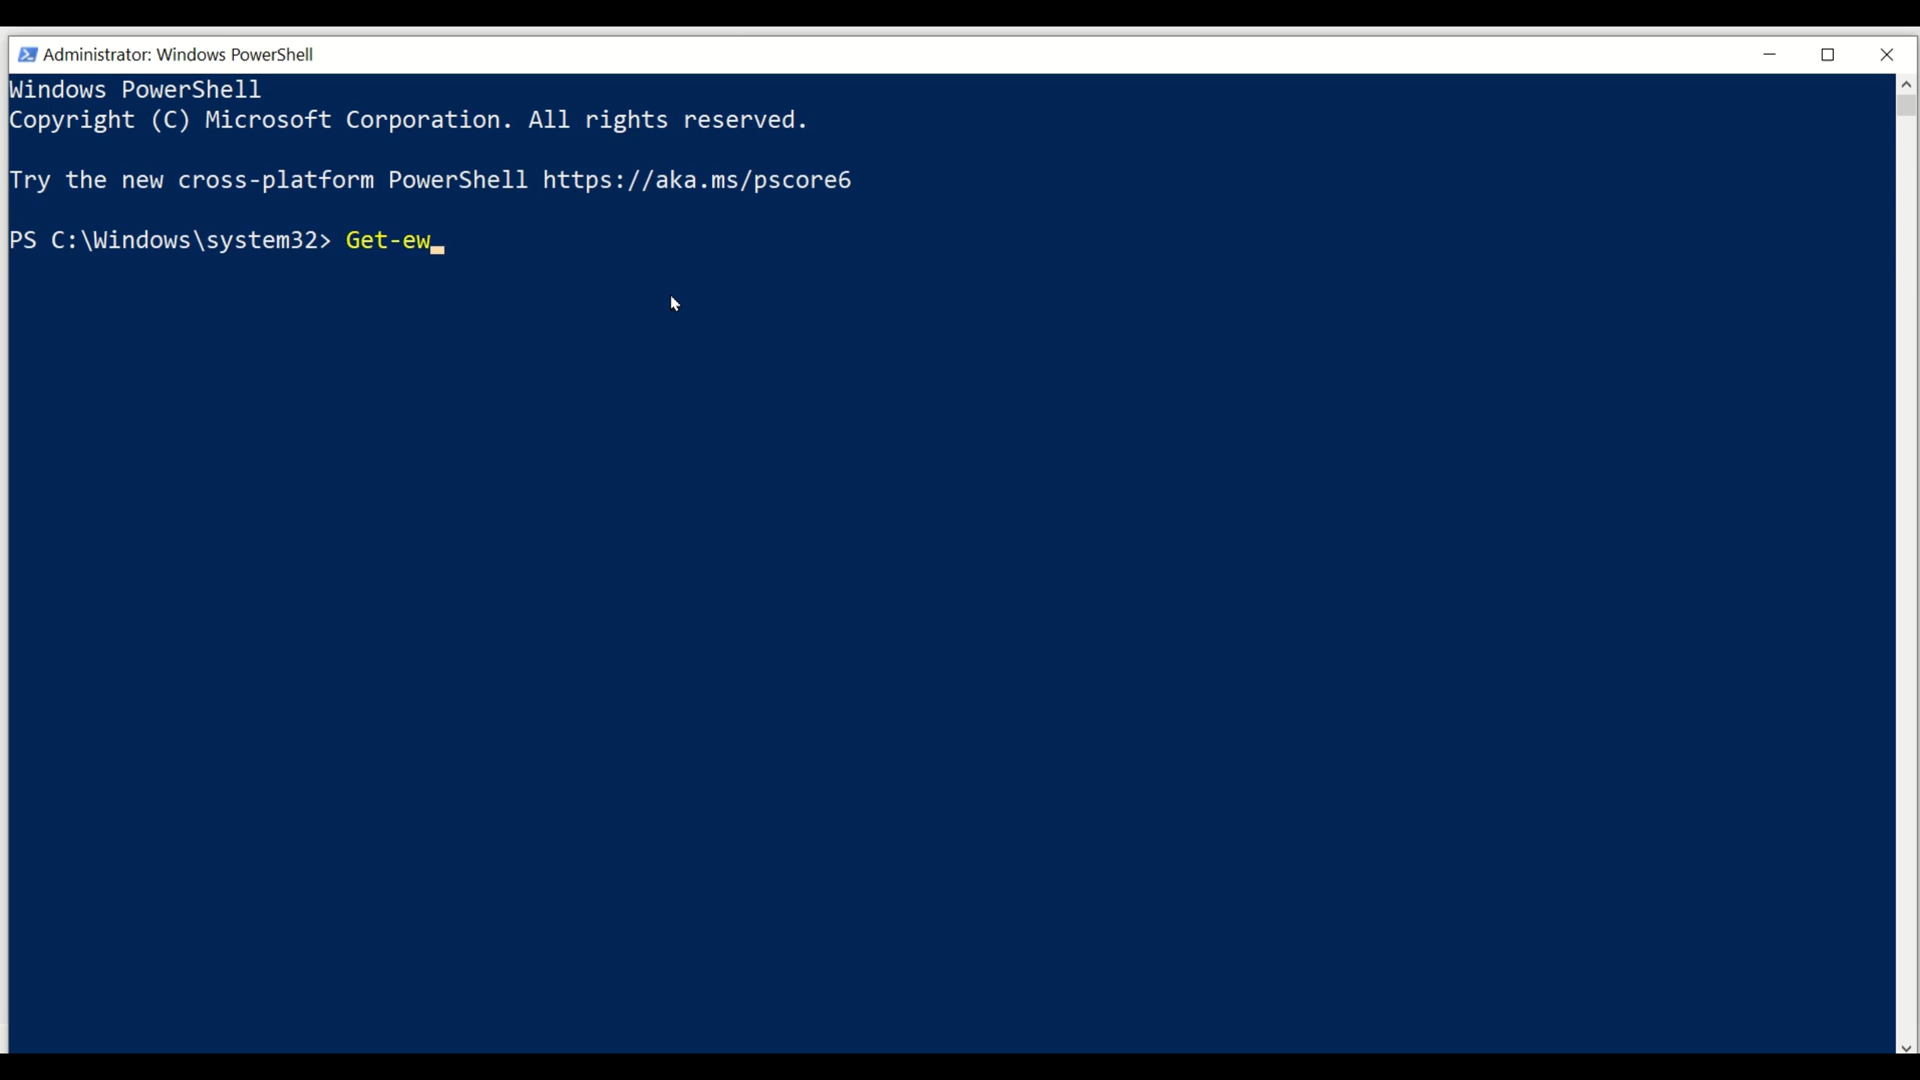 Administrator: Windows PowerShell
Windows PowerShell
Copyright (C) Microsoft Corporation. All rights reserved.
Try the new cross-platform PowerShell https://aka.ms/pscore6
PS C:\Windows\system32> Get-ew_